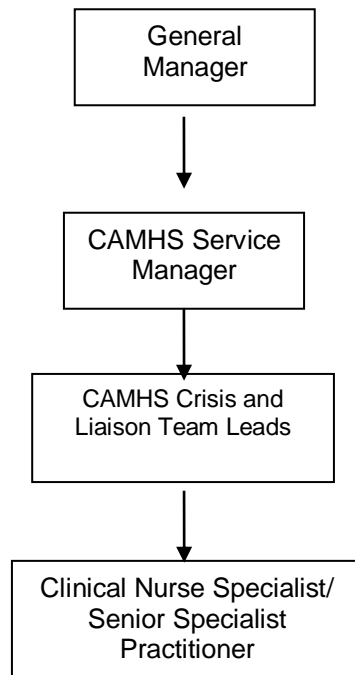 General
Manager
CAMHS Service
Manager
CAMHS Crisis and
Liaison Team Leads
Clinical Nurse Specialist/
Senior Specialist
Practitioner